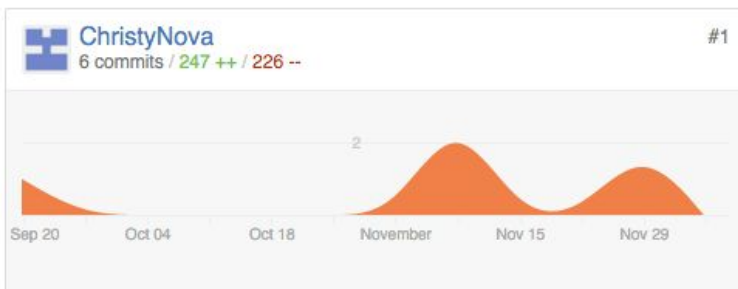 ChristyNova #1
6 commits / 247 ++ / 226 --
2
Sep 20 Oct 04 Oct 18 November Nov 15 Nov 29